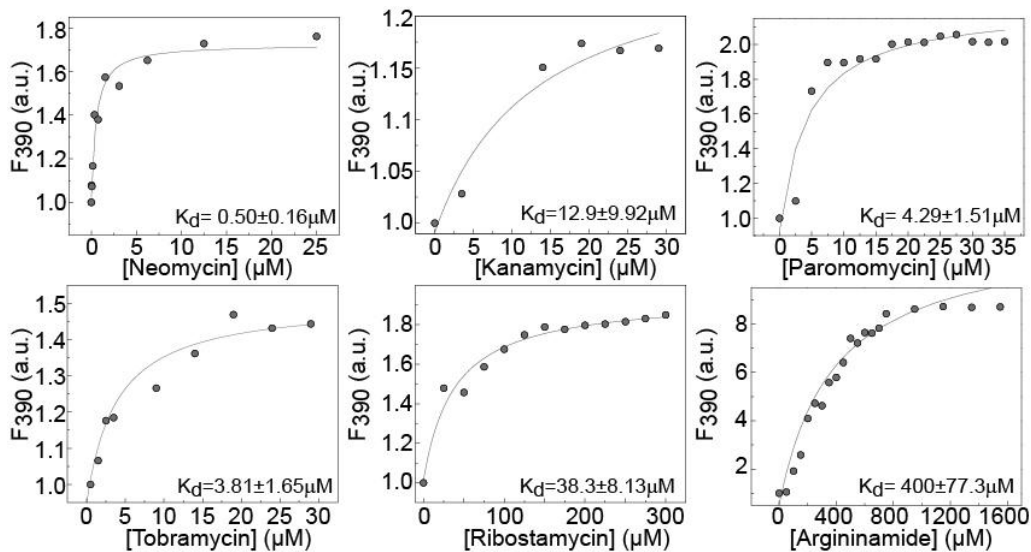 1.8
1.6
1.4
1.2
1.0
F390 (a.u.)
Kd= 0.50±0.16µM
0 5 10 15 20 25
[Neomycin] (µM)
1.2
1.15
1.1
1.05
1.0
F390 (a.u.)
Kd=12.9±9.92µM
0 5 10 15 20 25 30
[Kanamycin] (µM)
2.0
1.8
1.6
1.4
1.2
1.0
F390 (a.u.)
Kd= 4.29±1.51µM
0 5 10 15 20 25 30 35
[Paromomycin] (µM)
1.5
1.4
1.3
1.2
1.1
1.0
F390 (a.u.)
Kd=3.81±1.65µM
0 5 10 15 20 25 30
[Tobramycin] (µM)
1.8
1.6
1.4
1.2
1.0
F390 (a.u.)
Kd=38.3±8.13µM
0 100 200 300
[Ribostamycin] (µM)
8
6
4
2
F390 (a.u.)
Kd= 400±77.3µM
0 400 800 1200 1600
[Argininamide] (µM)